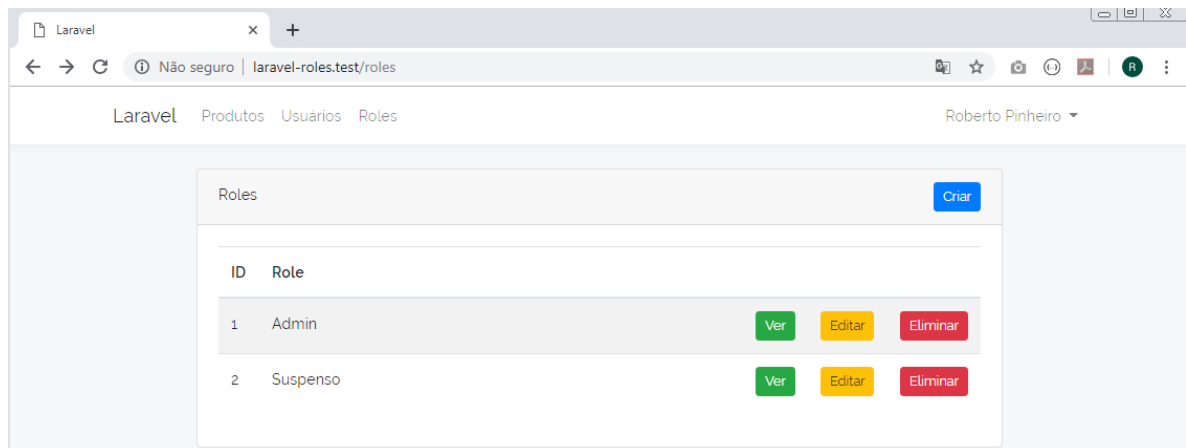 Laravel
Não seguro | laravel-roles.test/roles
R
Laravel Produtos Usuários Roles Roberto Pinheiro
Roles Criar
ID Role
1 Admin Ver Editar Eliminar
2 Suspenso Ver Editar Eliminar